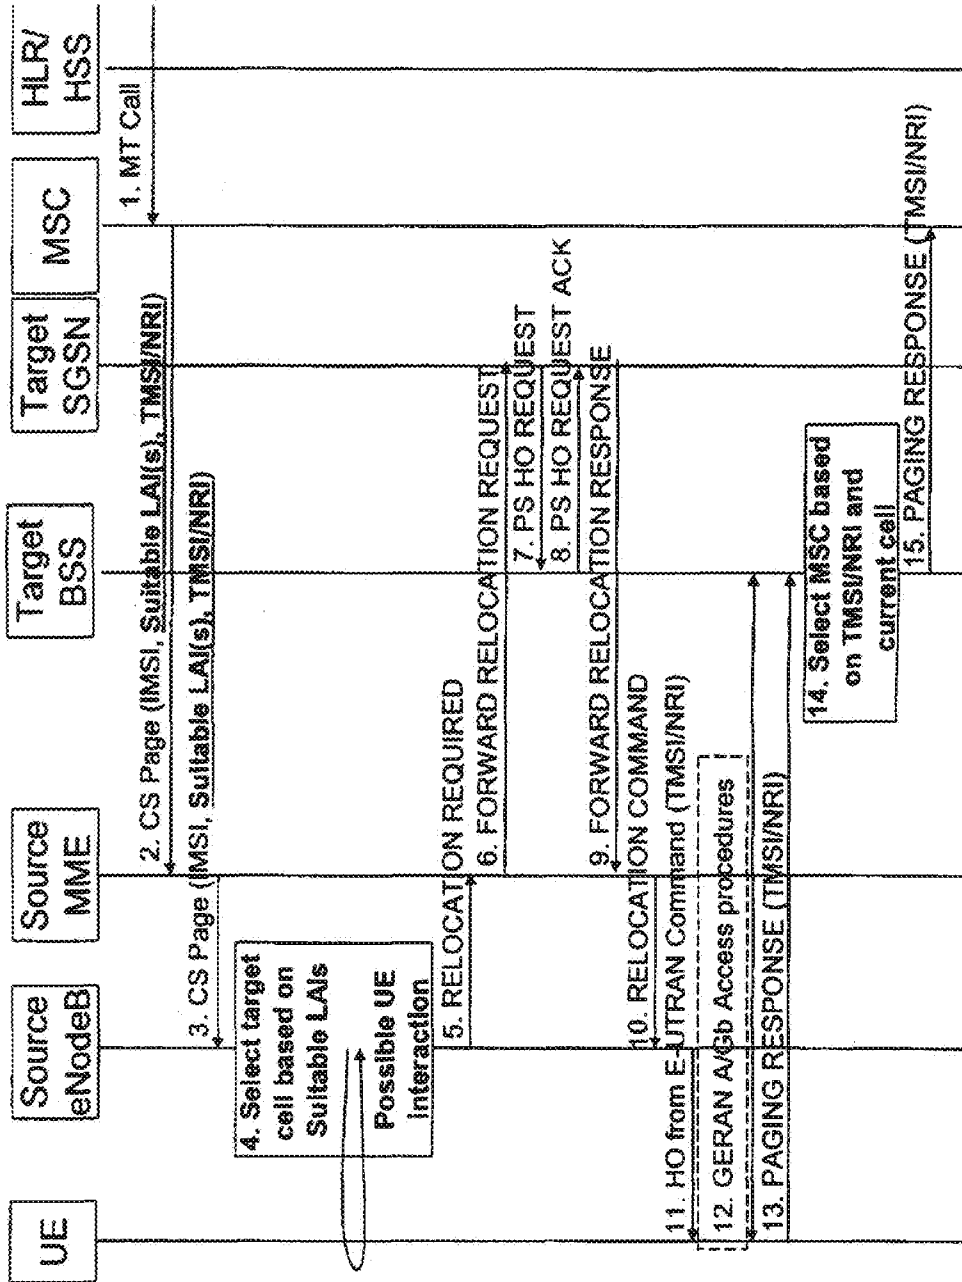 UE
Source
eNodeB
Source
MME
Target
BSS
Target
SGSN
MSC
HLR/
HSS
1. MT Call
2. CS Page (IMSI, Suitable LAI(s), TMSI/NRI)
3. CS Page (IMSI, Suitable LAI(s), TMSI/NRI)
4. Select target
cell based on
Suitable LAIs
Possible UE
interaction
5. RELOCATION REQUIRED
6. FORWARD RELOCATION REQUEST
7. PS HO REQUEST
8. PS HO REQUEST ACK
9. FORWARD RELOCATION RESPONSE
10. RELOCATION COMMAND
11. HO from E-UTRAN Command (TMSI/NRI)
12. GERAN A/Gb Access procedures
13. PAGING RESPONSE (TMSI/NRI)
14. Select MSC based
on TMSI/NRI and
current cell
15. PAGING RESPONSE (TMSI/NRI)